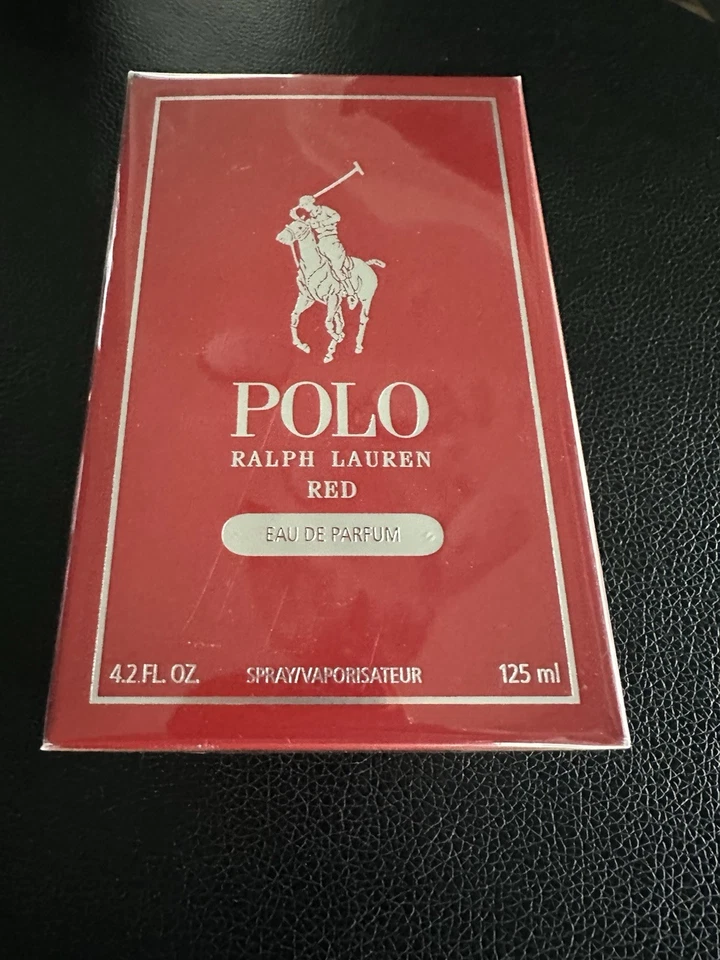 POLO
RALPH LAUREN
RED
EAU DE PARFUM
4.2 FL. OZ. SPRAY/VAPORISATEUR 125 ml